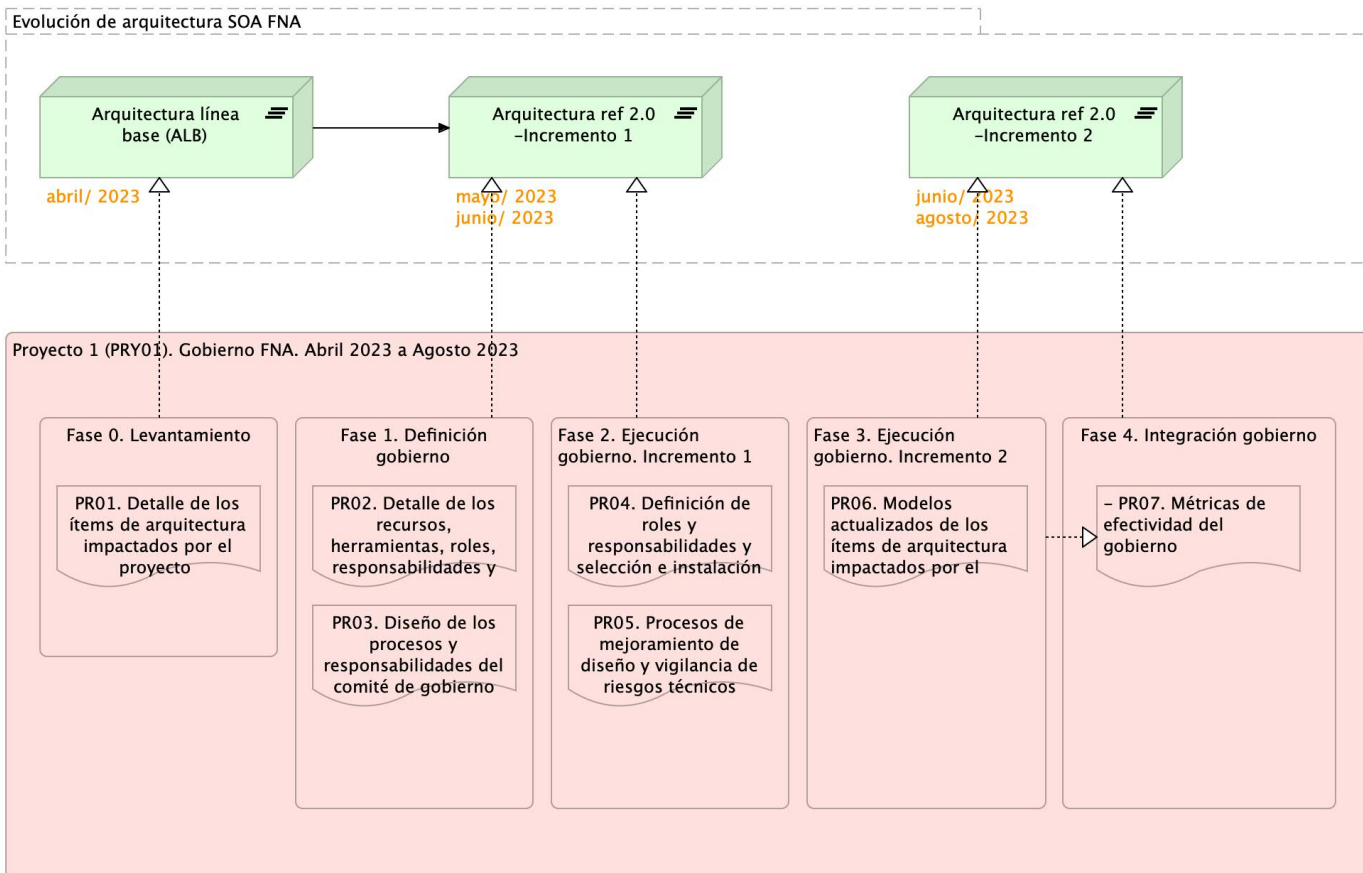 Evolución de arquitectura SOA FNA
Arquitectura línea
base (ALB)
Arquitectura ref 2.0
–Incremento 1
Arquitectura ref 2.0
–Incremento 2
abril/ 2023
mayo/ 2023
junio/ 2023
junio/ 2023
agosto/ 2023
Proyecto 1 (PRY01). Gobierno FNA. Abril 2023 a Agosto 2023
Fase 0. Levantamiento
PR01. Detalle de los
ítems de arquitectura
impactados por el
proyecto
Fase 1. Definición
gobierno
PR02. Detalle de los
recursos,
herramientas, roles,
responsabilidades y
PR03. Diseño de los
procesos y
responsabilidades del
comité de gobierno
Fase 2. Ejecución
gobierno. Incremento 1
PR04. Definición de
roles y
responsabilidades y
selección e instalación
PR05. Procesos de
mejoramiento de
diseño y vigilancia de
riesgos técnicos
Fase 3. Ejecución
gobierno. Incremento 2
PR06. Modelos
actualizados de los
ítems de arquitectura
impactados por el
Fase 4. Integración gobierno
– PR07. Métricas de
efectividad del
gobierno